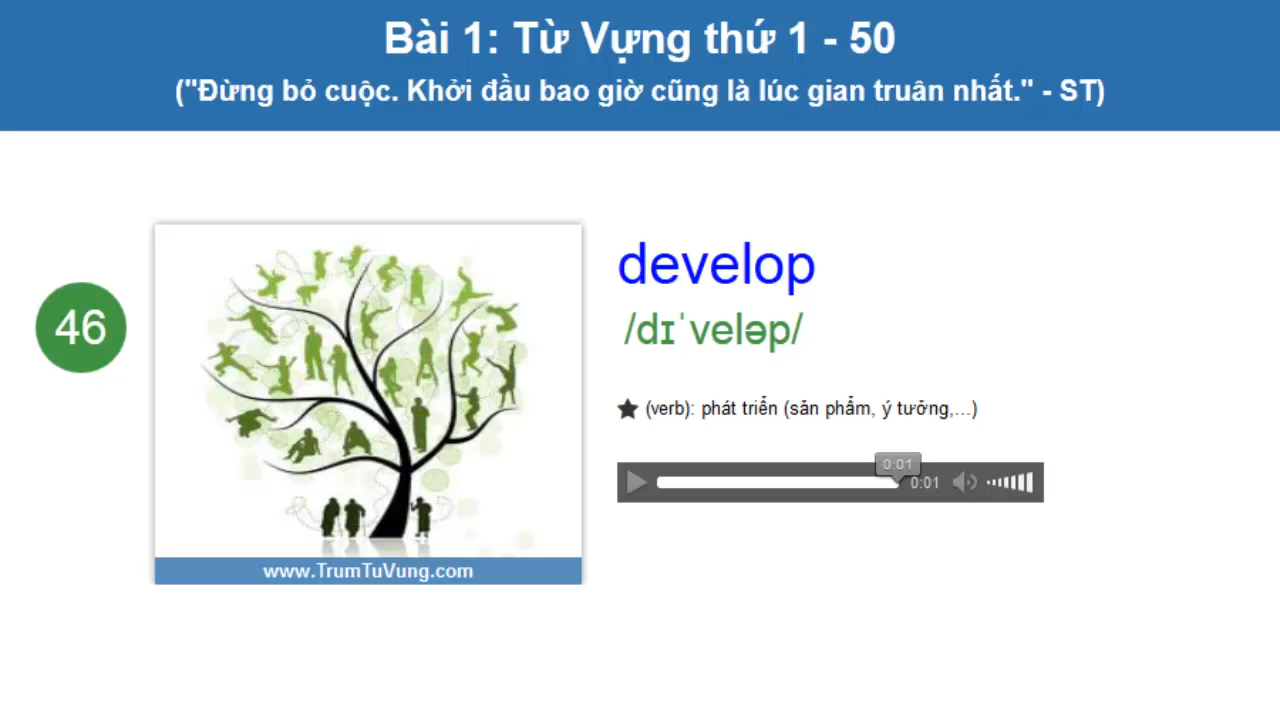 Bài 1: Từ Vựng thứ 1 - 50
("Đừng bỏ cuộc. Khởi đầu bao giờ cũng là lúc gian truân nhất." - ST)
46
develop
/dɪˈveləp/
(verb): phát triển (sản phẩm, ý tưởng,...)
0:01
0:01
www.TrumTuVung.com